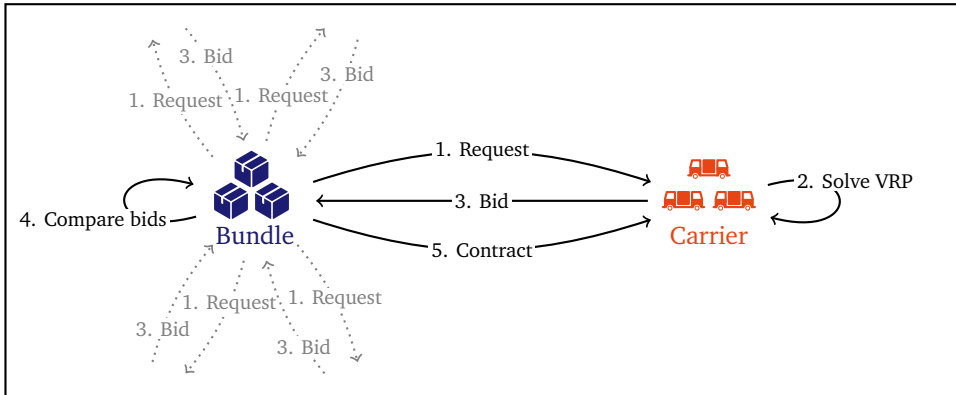 3. Bid
3. Bid
1. Request
1. Request
1. Request
2. Solve VRP
3. Bid
4. Compare bids
Bundle
Carrier
5. Contract
1. Request
1. Request
3. Bid
3. Bid